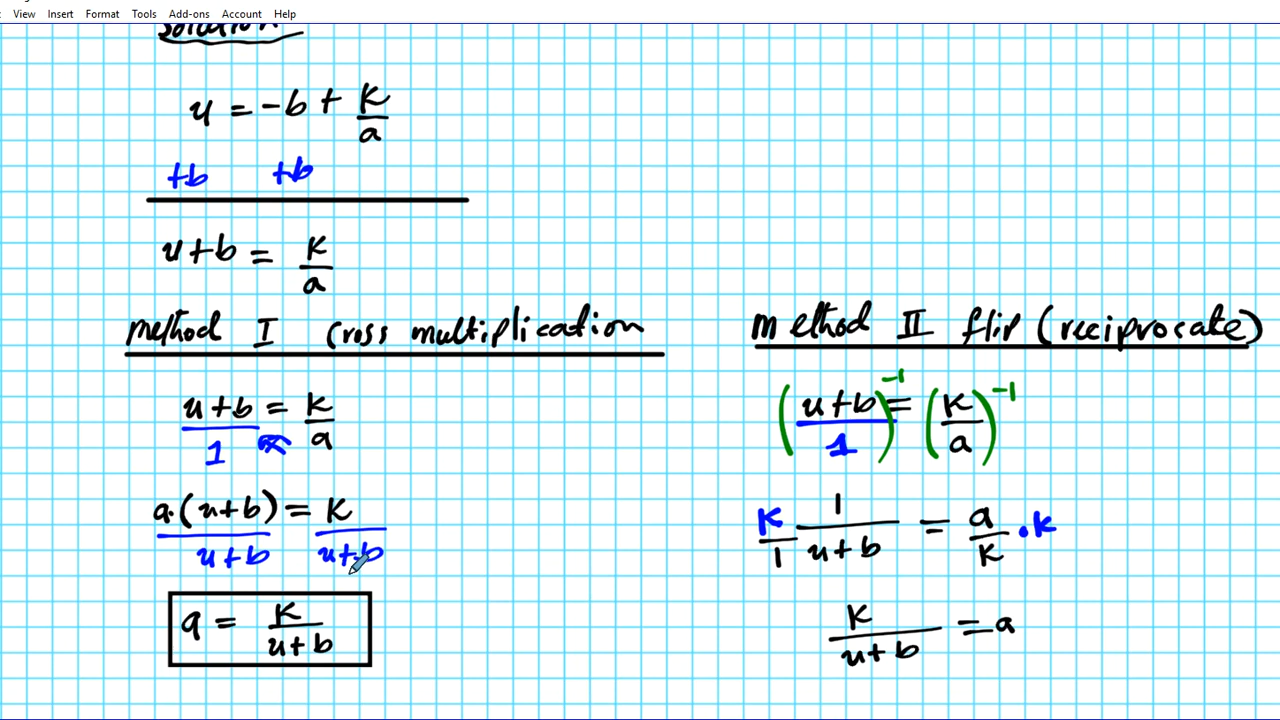 View Insert Format Tools Add-ons Account Help
solution
u = -b + K/a
+b +b
u+b = K/a
method I Cross multiplication
(u+b)/1 = K/a
a·(u+b)/(u+b) = K/(u+b)
a = K/(u+b)
method II flip (reciprocate)
((u+b)/1)^-1 = (K/a)^-1
K/1 1/(u+b) = a/K · K
K/(u+b) = a